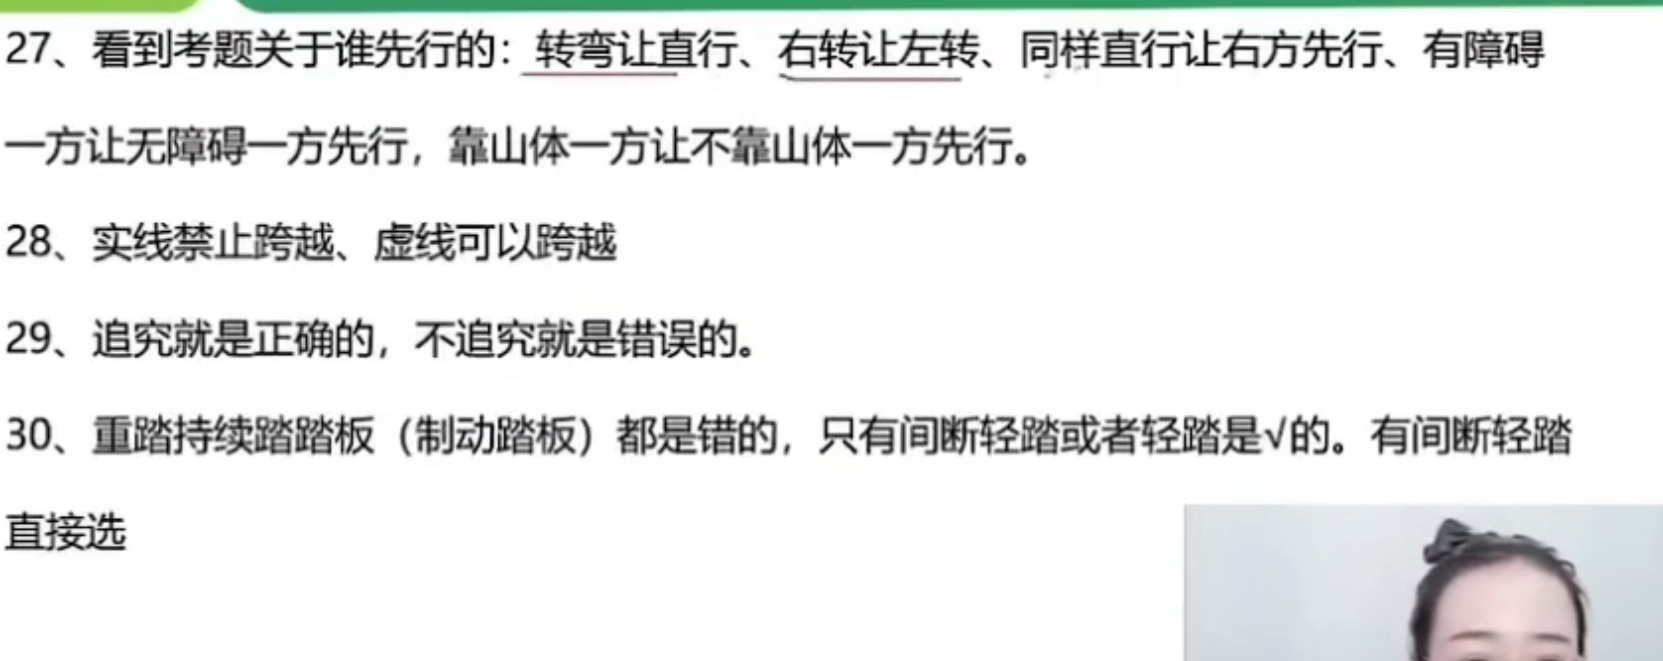 27、看到考题关于谁先行的：转弯让直行、右转让左转、同样直行让右方先行、有障碍
一方让无障碍一方先行，靠山体一方让不靠山体一方先行。
28、实线禁止跨越、虚线可以跨越
29、追究就是正确的，不追究就是错误的。
30、重踏持续踏踏板（制动踏板）都是错的，只有间断轻踏或者轻踏是√的。有间断轻踏
直接选